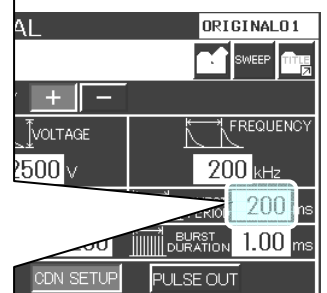 AL ORIGINAL01
SWEEP TITLE
+ −
VOLTAGE FREQUENCY
2500 V 200 kHz
200 ms
BURST
DURATION 1.00 ms
CDN SETUP PULSE OUT